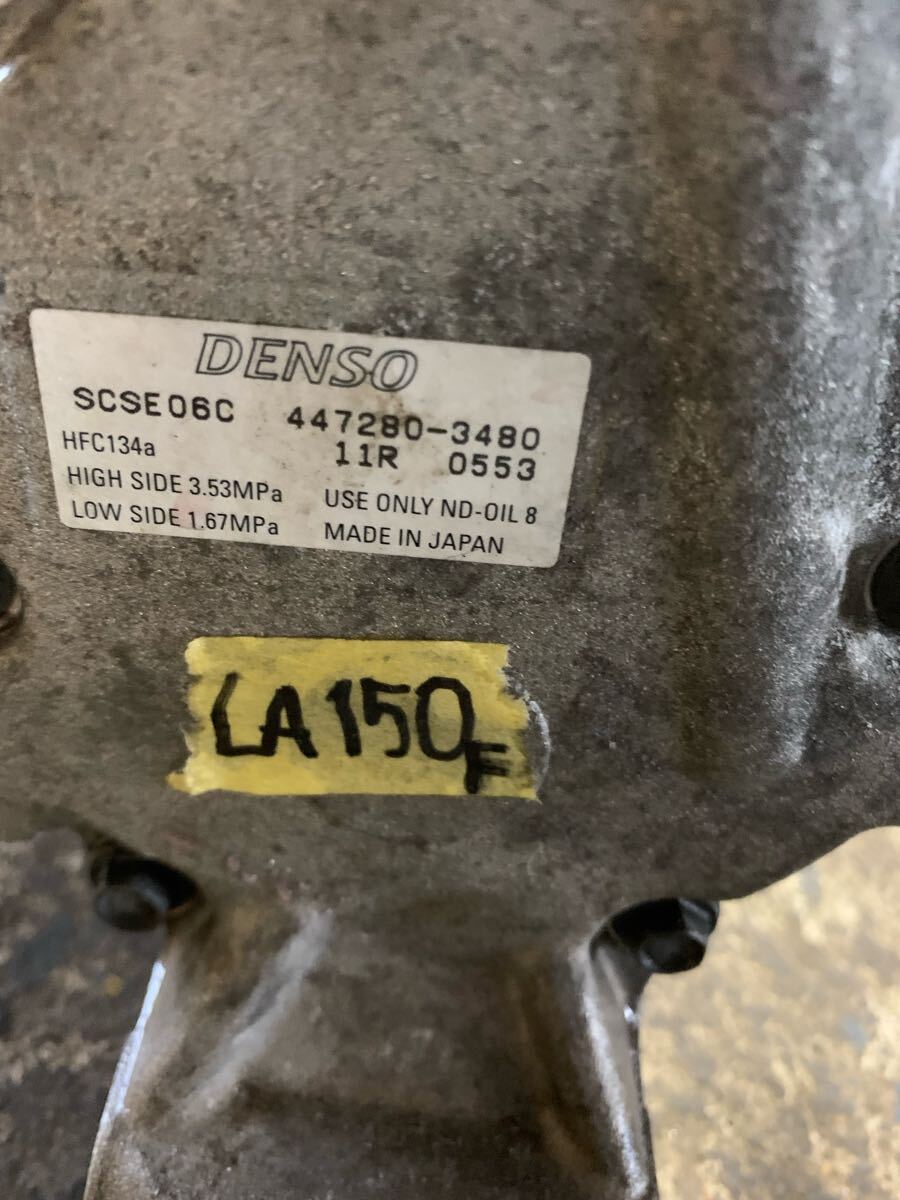 DENSO
SCSE06C 447280-3480
HFC134a 11R 0553
HIGH SIDE 3.53MPa USE ONLY ND-OIL 8
LOW SIDE 1.67MPa MADE IN JAPAN
LA150F